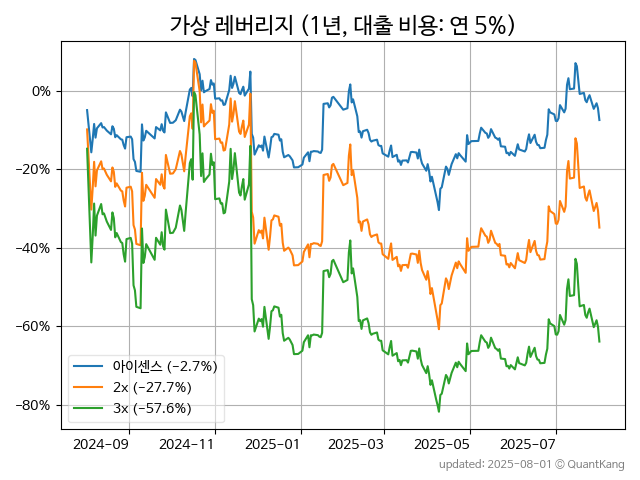 가상 레버리지 (1년, 대출 비용: 연 5%)
0%
−20%
−40%
−60%
−80%
아이센스 (−2.7%)
2x (−27.7%)
3x (−57.6%)
2024-09 2024-11 2025-01 2025-03 2025-05 2025-07
updated: 2025-08-01 © QuantKang